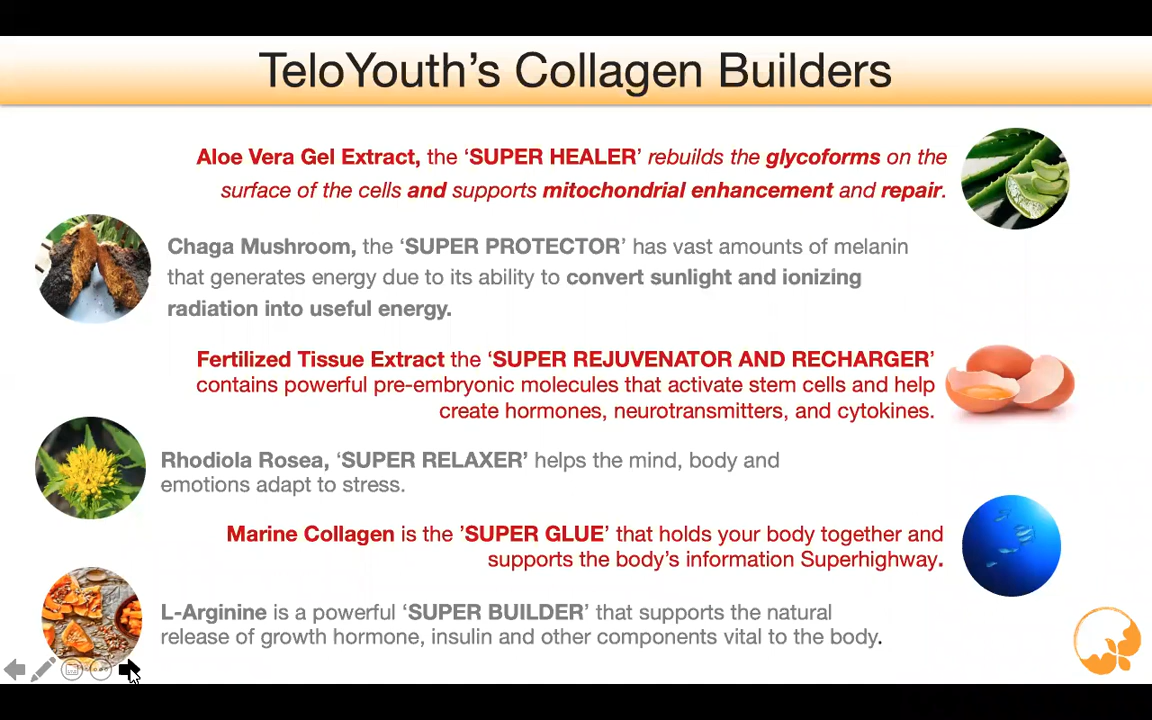 TeloYouth’s Collagen Builders
Aloe Vera Gel Extract, the ‘SUPER HEALER’ rebuilds the glycoforms on the
surface of the cells and supports mitochondrial enhancement and repair.
Chaga Mushroom, the ‘SUPER PROTECTOR’ has vast amounts of melanin
that generates energy due to its ability to convert sunlight and ionizing
radiation into useful energy.
Fertilized Tissue Extract the ‘SUPER REJUVENATOR AND RECHARGER’
contains powerful pre-embryonic molecules that activate stem cells and help
create hormones, neurotransmitters, and cytokines.
Rhodiola Rosea, ‘SUPER RELAXER’ helps the mind, body and
emotions adapt to stress.
Marine Collagen is the ’SUPER GLUE’ that holds your body together and
supports the body’s information Superhighway.
L-Arginine is a powerful ‘SUPER BUILDER’ that supports the natural
release of growth hormone, insulin and other components vital to the body.